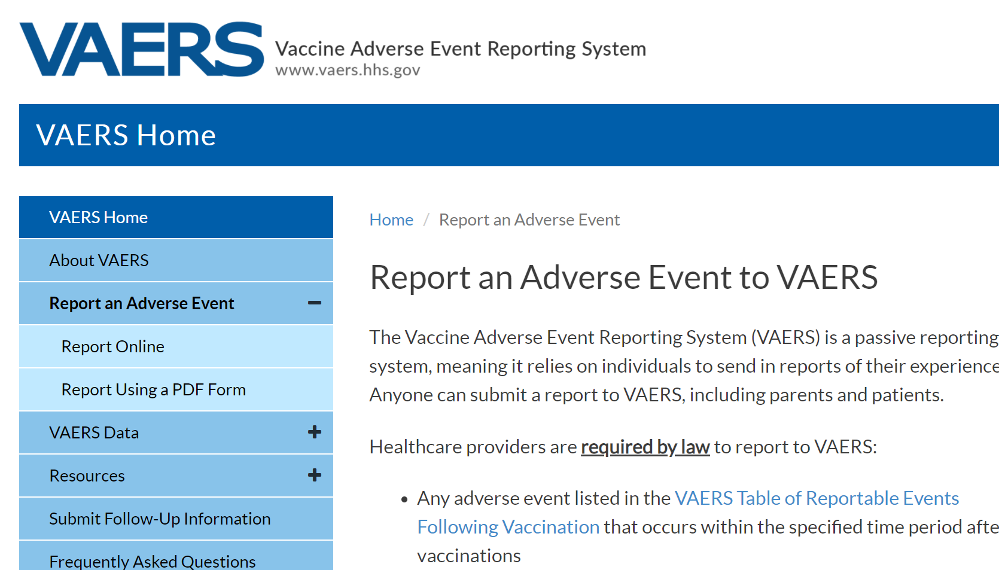 VAERS
Vaccine Adverse Event Reporting System
www.vaers.hhs.gov
VAERS Home
VAERS Home
About VAERS
Report an Adverse Event
Report Online
Report Using a PDF Form
VAERS Data
Resources
Submit Follow-Up Information
Frequently Asked Questions
Home / Report an Adverse Event
Report an Adverse Event to VAERS
The Vaccine Adverse Event Reporting System (VAERS) is a passive reporting
system, meaning it relies on individuals to send in reports of their experience
Anyone can submit a report to VAERS, including parents and patients.
Healthcare providers are required by law to report to VAERS:
• Any adverse event listed in the VAERS Table of Reportable Events
Following Vaccination that occurs within the specified time period afte
vaccinations